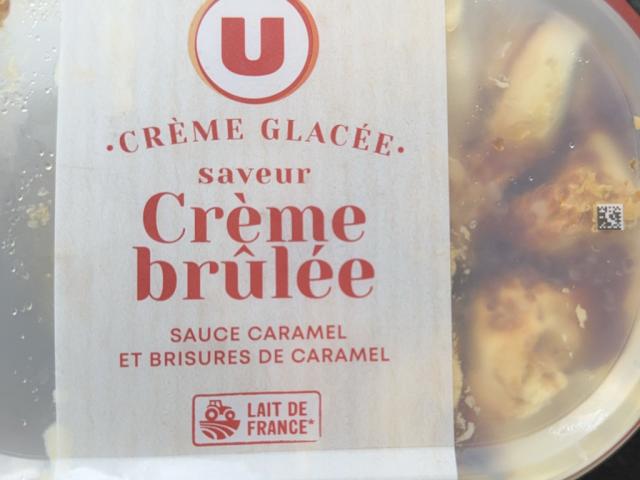 U
•CRÈME GLACÉE•
saveur
Crème
brûlée
SAUCE CARAMEL
ET BRISURES DE CARAMEL
LAIT DE
FRANCE*